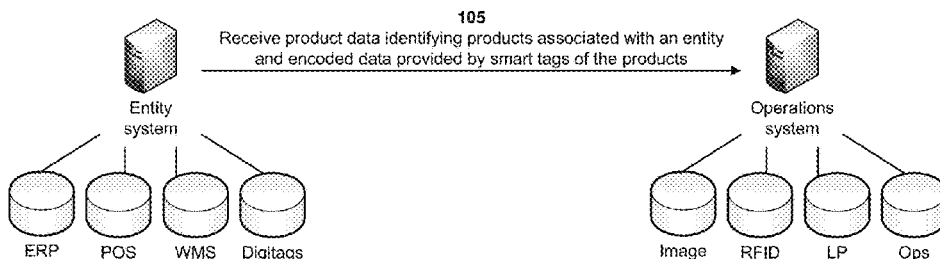 105
Receive product data identifying products associated with an entity
and encoded data provided by smart tags of the products
Entity
system
Operations
system
ERP
POS
WMS
Digitags
Image
RFID
LP
Ops